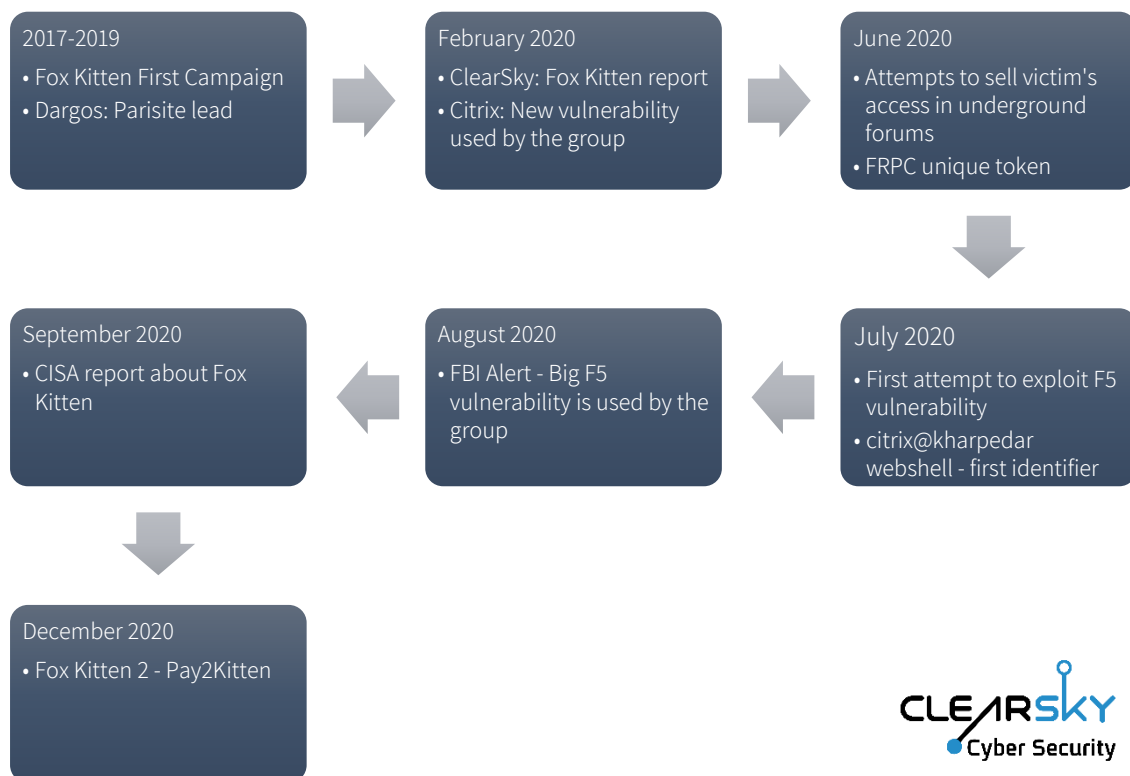 2017-2019
• Fox Kitten First Campaign
• Dargos: Parisite lead
February 2020
• ClearSky: Fox Kitten report
• Citrix: New vulnerability
used by the group
June 2020
• Attempts to sell victim's
access in underground
forums
• FRPC unique token
July 2020
• First attempt to exploit F5
vulnerability
• citrix@kharpedar
webshell - first identifier
August 2020
• FBI Alert - Big F5
vulnerability is used by the
group
September 2020
• CISA report about Fox
Kitten
December 2020
• Fox Kitten 2 - Pay2Kitten
CLEARSKY
Cyber Security